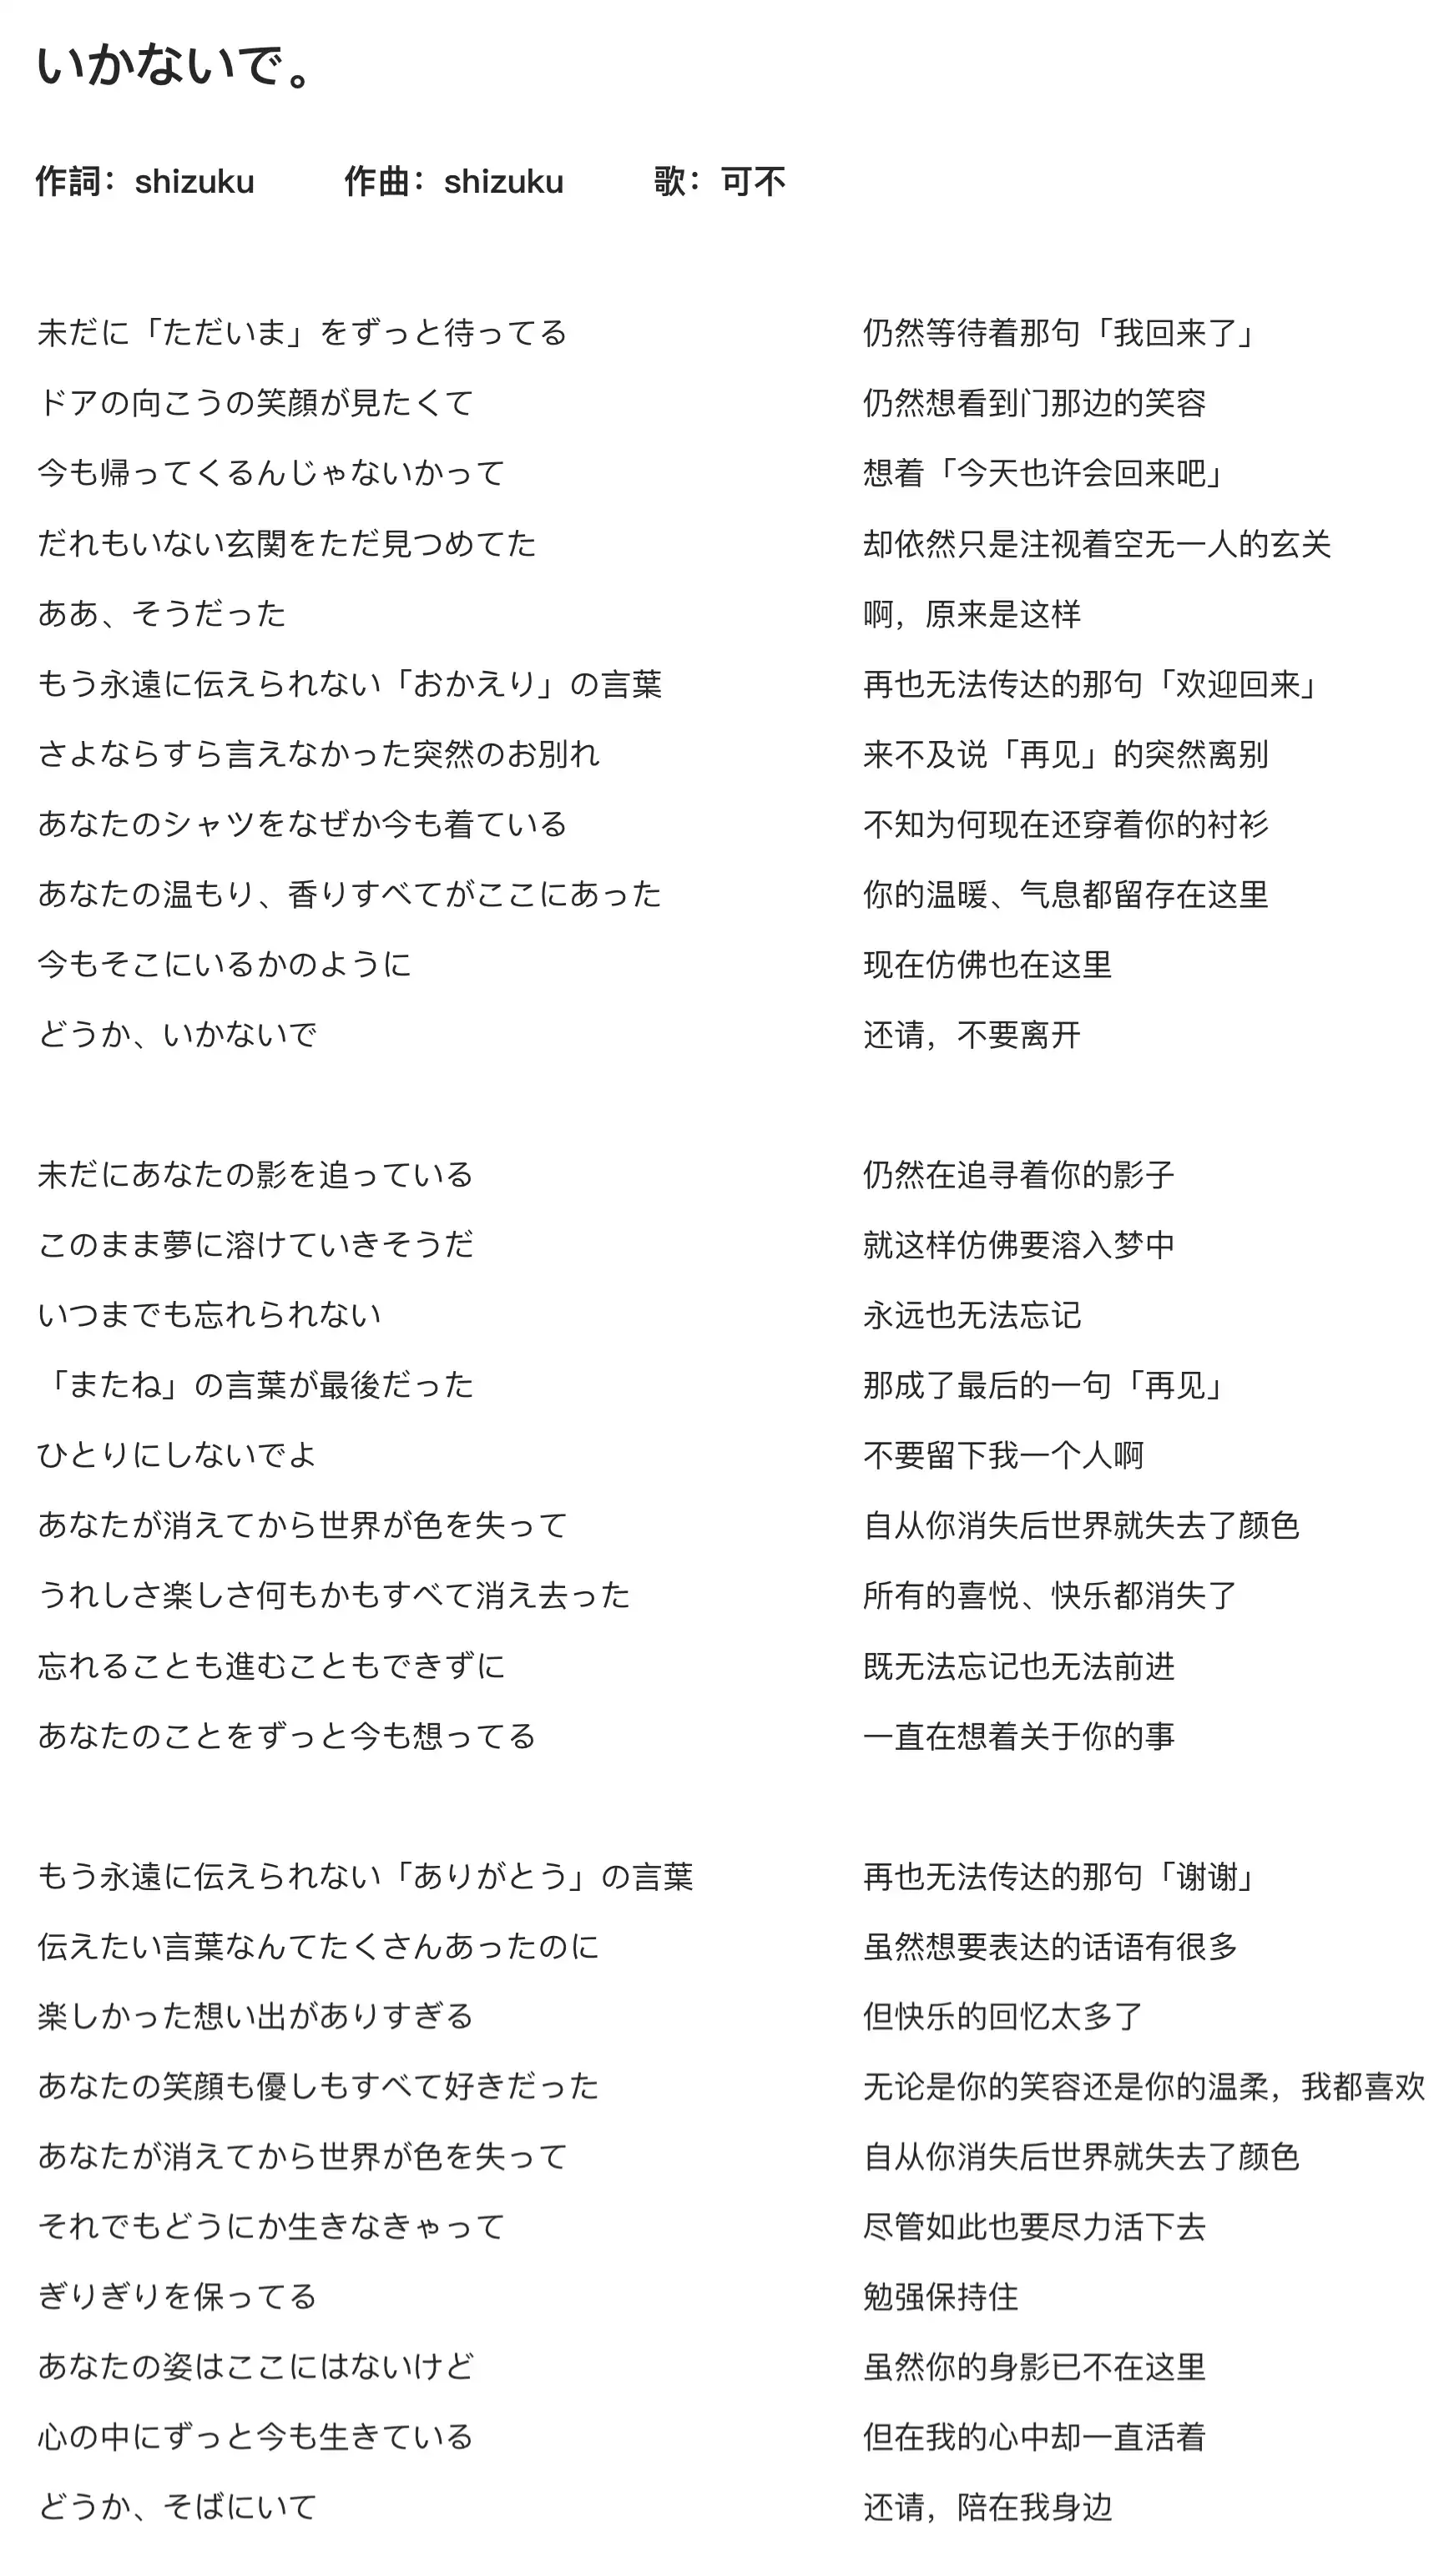 いかないで。
作詞：shizuku 作曲：shizuku 歌：可不
未だに「ただいま」をずっと待ってる 仍然等待着那句「我回来了」
ドアの向こうの笑顔が見たくて 仍然想看到门那边的笑容
今も帰ってくるんじゃないかって 想着「今天也许会回来吧」
だれもいない玄関をただ見つめてた 却依然只是注视着空无一人的玄关
ああ、そうだった 啊，原来是这样
もう永遠に伝えられない「おかえり」の言葉 再也无法传达的那句「欢迎回来」
さよならすら言えなかった突然のお別れ 来不及说「再见」的突然离别
あなたのシャツをなぜか今も着ている 不知为何现在还穿着你的衬衫
あなたの温もり、香りすべてがここにあった 你的温暖、气息都留存在这里
今もそこにいるかのように 现在仿佛也在这里
どうか、いかないで 还请，不要离开
未だにあなたの影を追っている 仍然在追寻着你的影子
このまま夢に溶けていきそうだ 就这样仿佛要溶入梦中
いつまでも忘れられない 永远也无法忘记
「またね」の言葉が最後だった 那成了最后的一句「再见」
ひとりにしないでよ 不要留下我一个人啊
あなたが消えてから世界が色を失って 自从你消失后世界就失去了颜色
うれしさ楽しさ何もかもすべて消え去った 所有的喜悦、快乐都消失了
忘れることも進むこともできずに 既无法忘记也无法前进
あなたのことをずっと今も想ってる 一直在想着关于你的事
もう永遠に伝えられない「ありがとう」の言葉 再也无法传达的那句「谢谢」
伝えたい言葉なんてたくさんあったのに 虽然想要表达的话语有很多
楽しかった想い出がありすぎる 但快乐的回忆太多了
あなたの笑顔も優しもすべて好きだった 无论是你的笑容还是你的温柔，我都喜欢
あなたが消えてから世界が色を失って 自从你消失后世界就失去了颜色
それでもどうにか生きなきゃって 尽管如此也要尽力活下去
ぎりぎりを保ってる 勉强保持住
あなたの姿はここにはないけど 虽然你的身影已不在这里
心の中にずっと今も生きている 但在我的心中却一直活着
どうか、そばにいて 还请，陪在我身边